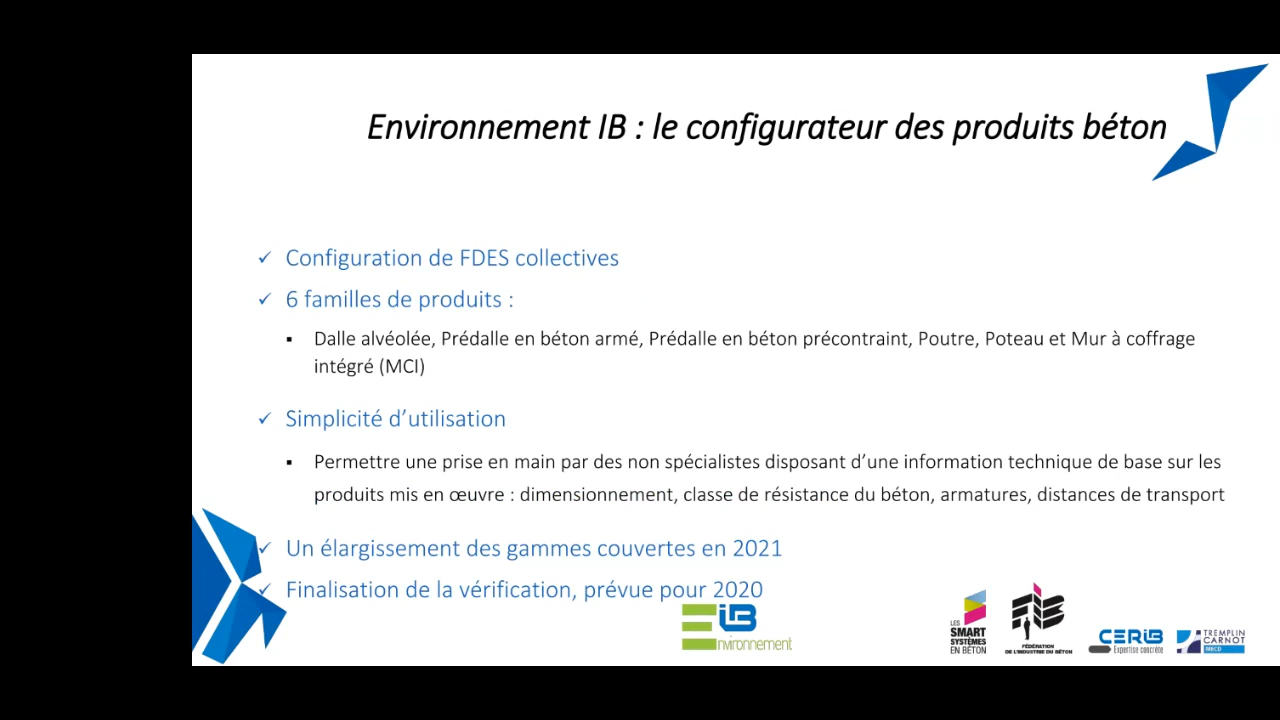 Environnement IB : le configurateur des produits béton
✓ Configuration de FDES collectives
✓ 6 familles de produits :
▪ Dalle alvéolée, Prédalle en béton armé, Prédalle en béton précontraint, Poutre, Poteau et Mur à coffrage
intégré (MCI)
✓ Simplicité d’utilisation
▪ Permettre une prise en main par des non spécialistes disposant d’une information technique de base sur les
produits mis en œuvre : dimensionnement, classe de résistance du béton, armatures, distances de transport
✓ Un élargissement des gammes couvertes en 2021
✓ Finalisation de la vérification, prévue pour 2020
iB
Environnement
LES
SMART
SYSTÈMES
EN BÉTON
FIB
FÉDÉRATION
DE L'INDUSTRIE DU BÉTON
CERIB
Expertise concrète
TREMPLIN
CARNOT
MECD